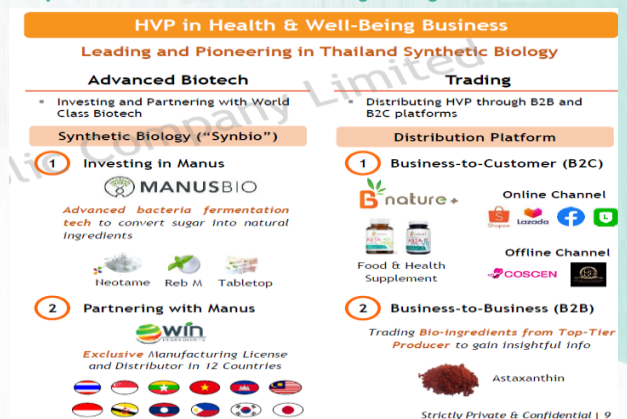 HVP in Health & Well-Being Business
Leading and Pioneering in Thailand Synthetic Biology
Advanced Biotech
Investing and Partnering with World
Class Biotech
Synthetic Biology ("Synbio")
1 Investing in Manus
MANUSBIO
Advanced bacteria fermentation
tech to convert sugar into natural
ingredients
Neotame Reb M Tabletop
2 Partnering with Manus
win
Exclusive Manufacturing License
and Distributor in 12 Countries
Trading
Distributing HVP through B2B and
B2C platforms
Distribution Platform
1 Business-to-Customer (B2C)
B nature+
Food & Health
Supplement
Online Channel
Shopee Lazada
Offline Channel
COSCEN
2 Business-to-Business (B2B)
Trading Bio-ingredients from Top-Tier
Producer to gain insightful info
Astaxanthin
Strictly Private & Confidential | 9
lic Company Limited